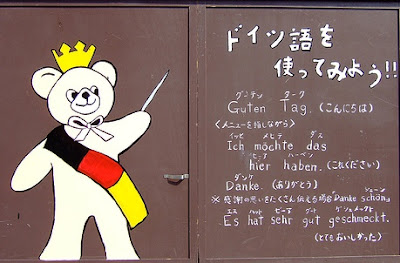 ドイツ語を
使ってみよう!!
グーテン ターク
Guten Tag. (こんにちは)
〈メニューを指しながら〉
イッヒ メヒテ ダス
Ich möchte das
ヒーア ハーベン
hier haben. (これください)
ダンケ
Danke. (ありがとう)
シェーン
※感謝の思いをたくさん伝える時は『Danke schön』
エス ハット ゼーア グート ゲシュメックト
Es hat sehr gut geschmeckt.
(とてもおいしかった)